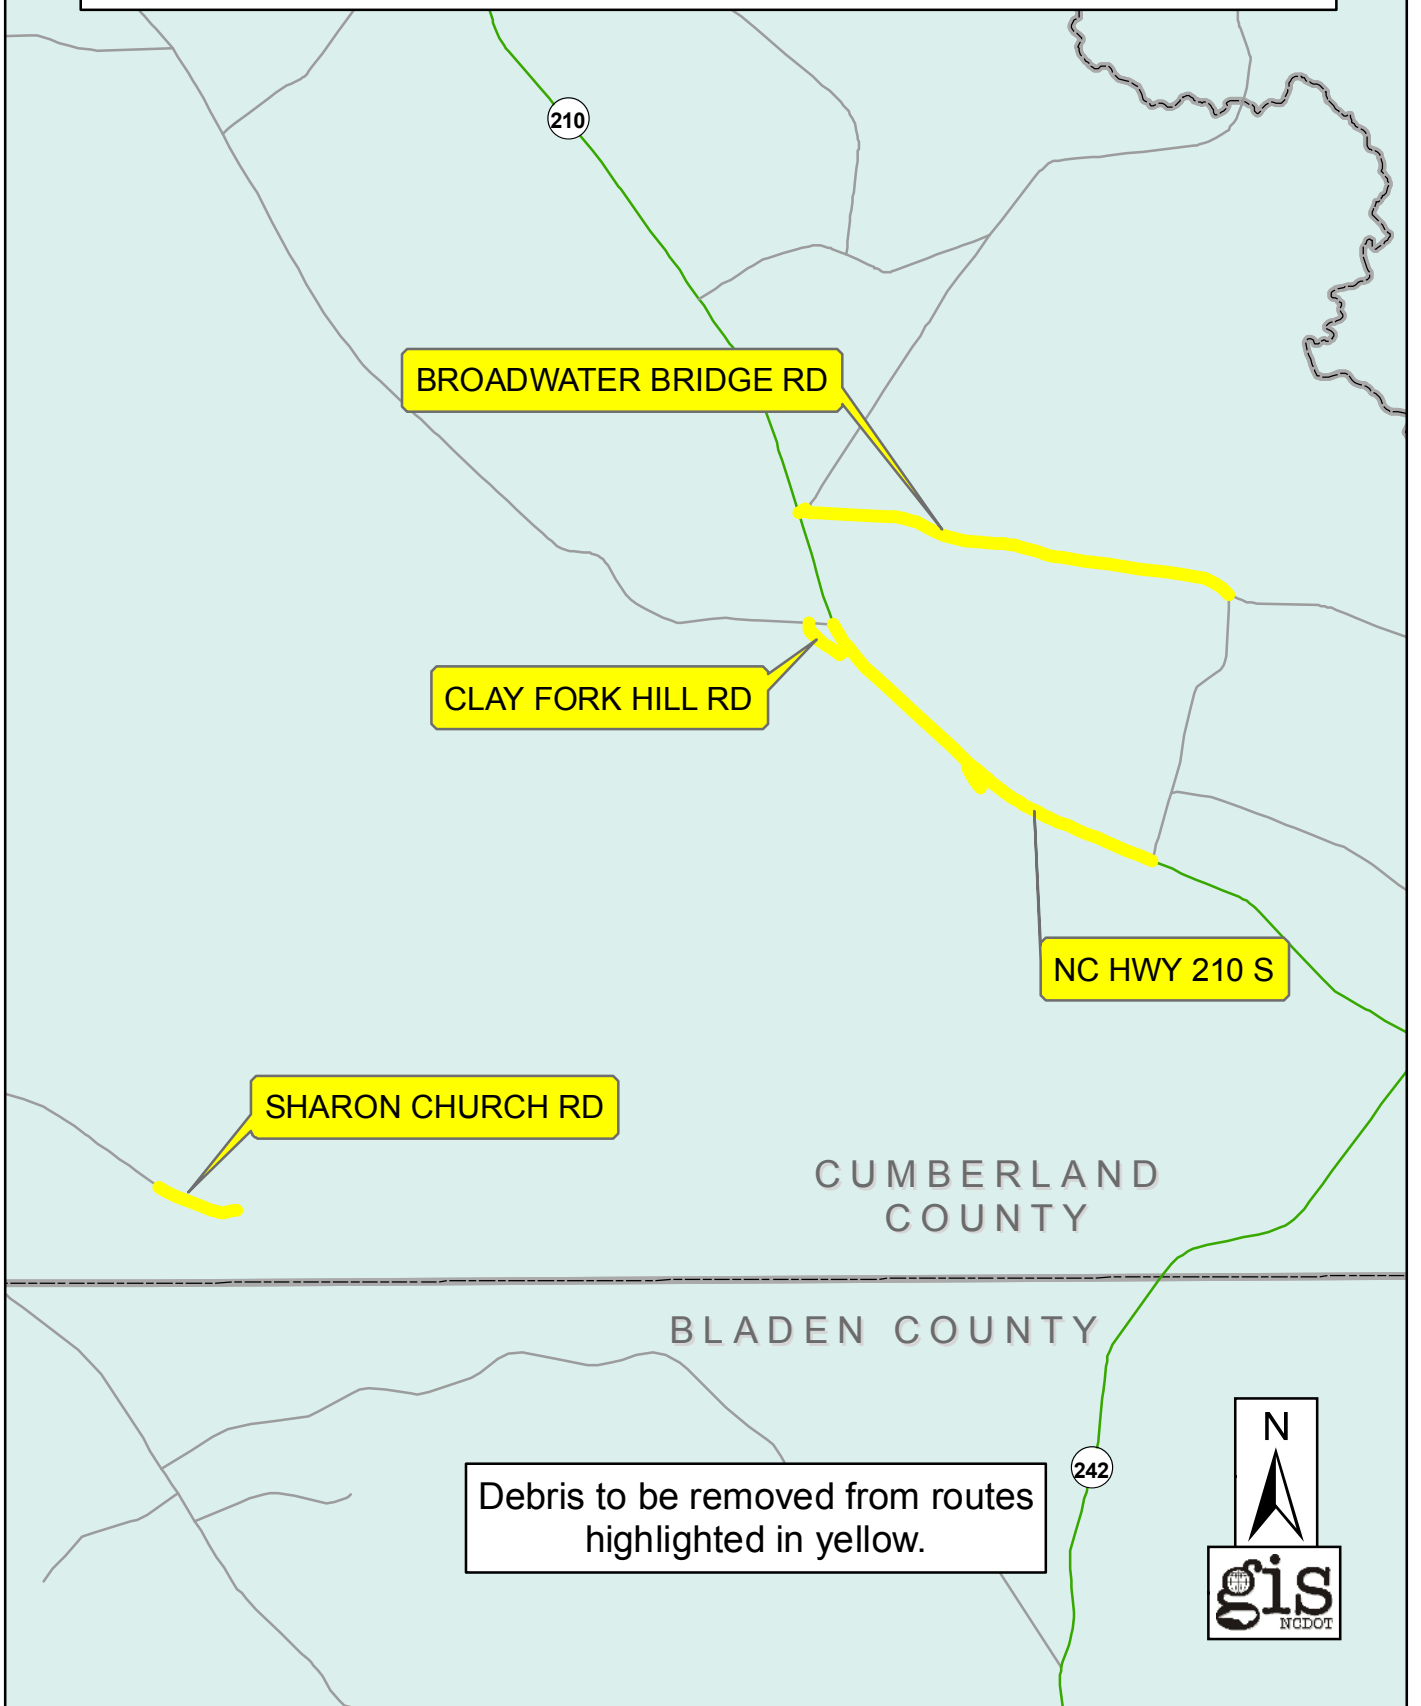 210
BROADWATER BRIDGE RD
CLAY FORK HILL RD
NC HWY 210 S
SHARON CHURCH RD
CUMBERLAND
COUNTY
BLADEN COUNTY
N
242
Debris to be removed from routes
highlighted in yellow.
gis
NCDOT